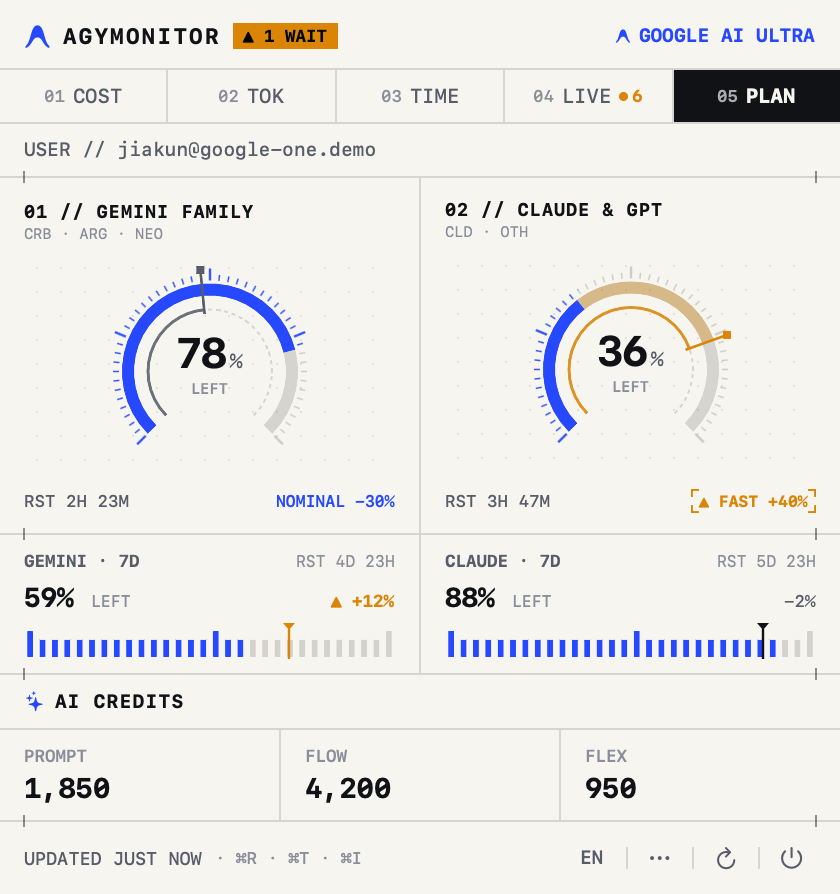 AGYMONITOR ▲ 1 WAIT GOOGLE AI ULTRA
01 COST 02 TOK 03 TIME 04 LIVE ●6 05 PLAN
USER // jiakun@google-one.demo
01 // GEMINI FAMILY
CRB · ARG · NEO
78%
LEFT
RST 2H 23M NOMINAL −30%
02 // CLAUDE & GPT
CLD · OTH
36%
LEFT
RST 3H 47M ▲ FAST +40%
GEMINI · 7D RST 4D 23H
59% LEFT ▲ +12%
CLAUDE · 7D RST 5D 23H
88% LEFT −2%
AI CREDITS
PROMPT
1,850
FLOW
4,200
FLEX
950
UPDATED JUST NOW · ⌘R · ⌘T · ⌘I EN